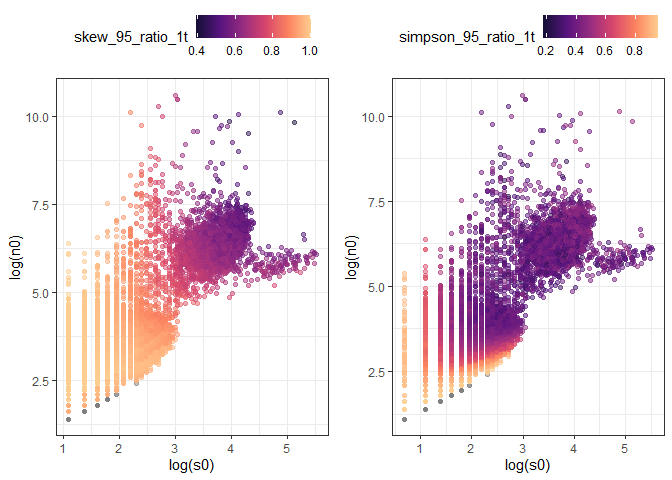 skew_95_ratio_1t
0.4 0.6 0.8 1.0
log(n0)
10.0
7.5
5.0
2.5
1 2 3 4 5
log(s0)
simpson_95_ratio_1t
0.2 0.4 0.6 0.8
log(n0)
10.0
7.5
5.0
2.5
1 2 3 4 5
log(s0)